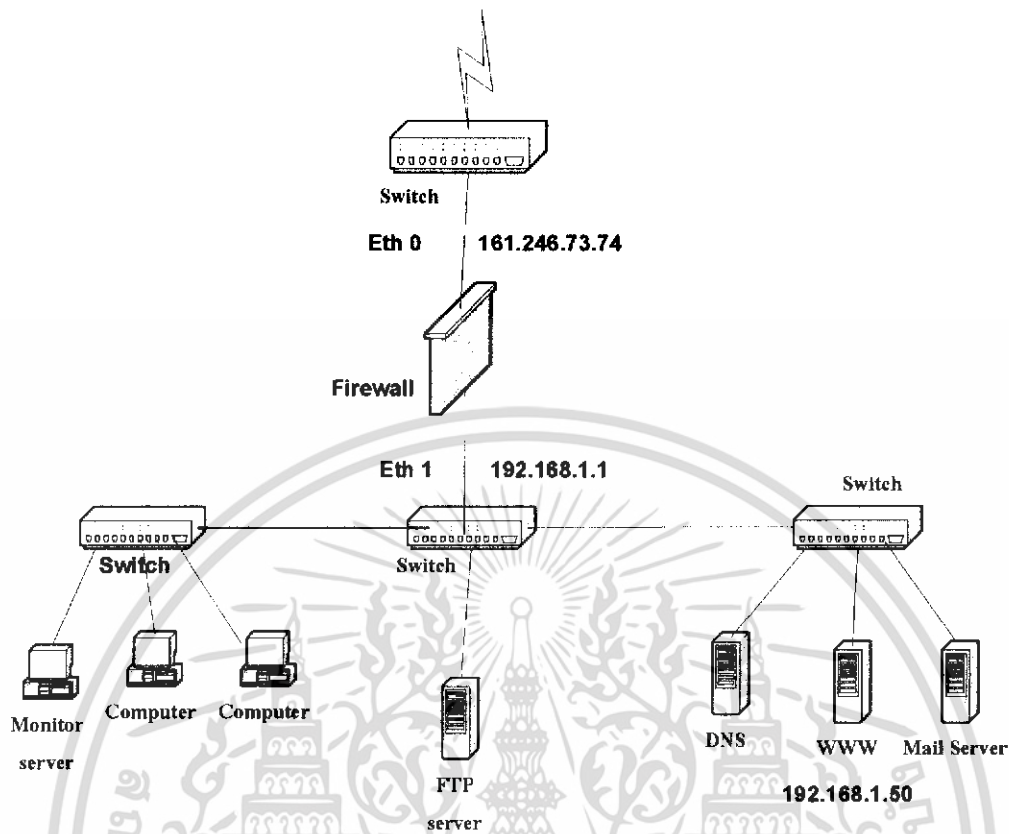 Switch
Eth 0 161.246.73.74
Firewall
Eth 1 192.168.1.1
Switch
Switch
Switch
Monitor server
Computer
Computer
FTP server
DNS
WWW
Mail Server
192.168.1.50